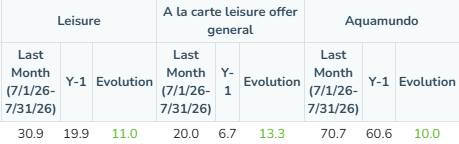 Leisure
A la carte leisure offer
general
Aquamundo
Last
Month
(7/1/26-
7/31/26)
Y-1
Evolution
Last
Month
(7/1/26-
7/31/26)
Y-
1
Evolution
Last
Month
(7/1/26-
7/31/26)
Y-1
Evolution
30.9 19.9 11.0 20.0 6.7 13.3 70.7 60.6 10.0